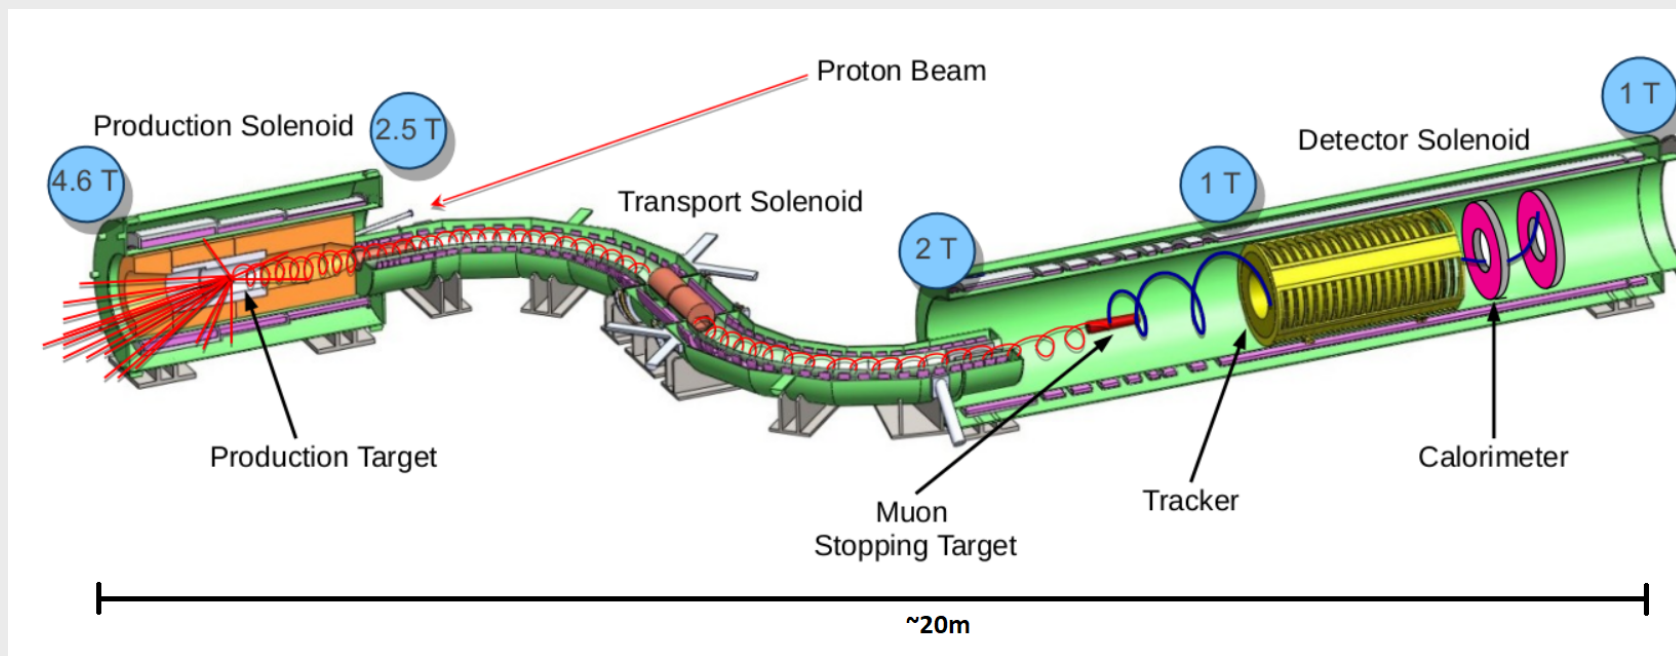 Proton Beam
Production Solenoid
2.5 T
4.6 T
Transport Solenoid
Detector Solenoid
1 T
1 T
2 T
Production Target
Muon
Stopping Target
Tracker
Calorimeter
~20m